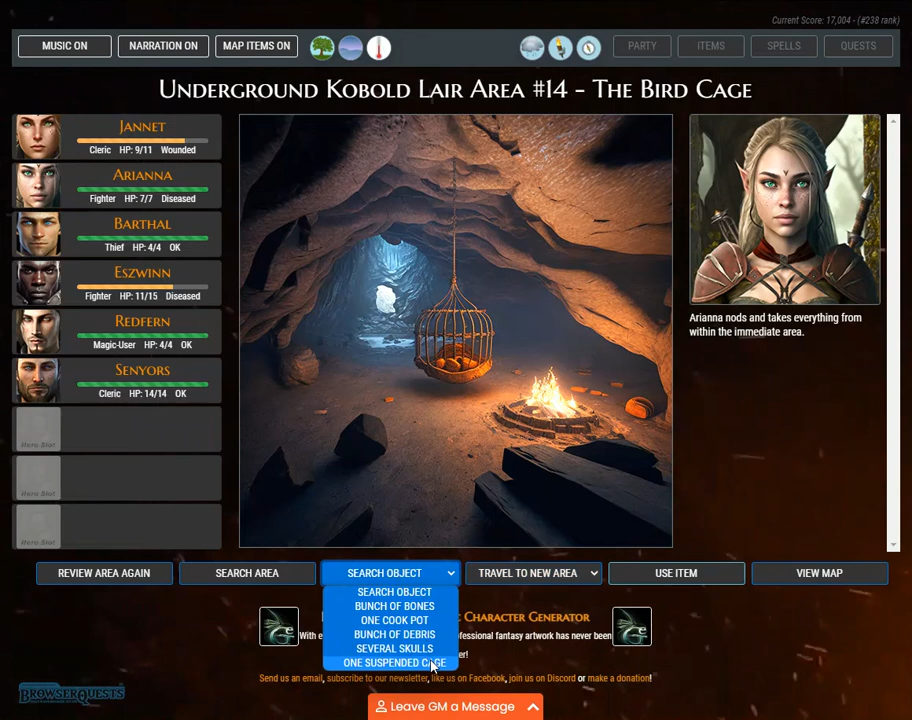 Current Score: 17,004 - (#238 rank)
MUSIC ON
NARRATION ON
MAP ITEMS ON
PARTY
ITEMS
SPELLS
QUESTS
Underground Kobold Lair Area #14 - The Bird Cage
Jannet
Cleric HP: 9/11 Wounded
Arianna
Fighter HP: 7/7 Diseased
Barthal
Thief HP: 4/4 OK
Eszwinn
Fighter HP: 11/15 Diseased
Redfern
Magic-User HP: 4/4 OK
Senyors
Cleric HP: 14/14 OK
Hero Slot
Hero Slot
Hero Slot
Arianna nods and takes everything from
within the immediate area.
REVIEW AREA AGAIN
SEARCH AREA
SEARCH OBJECT
TRAVEL TO NEW AREA
USE ITEM
VIEW MAP
SEARCH OBJECT
BUNCH OF BONES
ONE COOK POT
BUNCH OF DEBRIS
SEVERAL SKULLS
ONE SUSPENDED CAGE
Character Generator
With
fessional fantasy artwork has never been
er!
Send us an email, subscribe to our newsletter, like us on Facebook, join us on Discord or make a donation!
BrowserQuests
Leave GM a Message